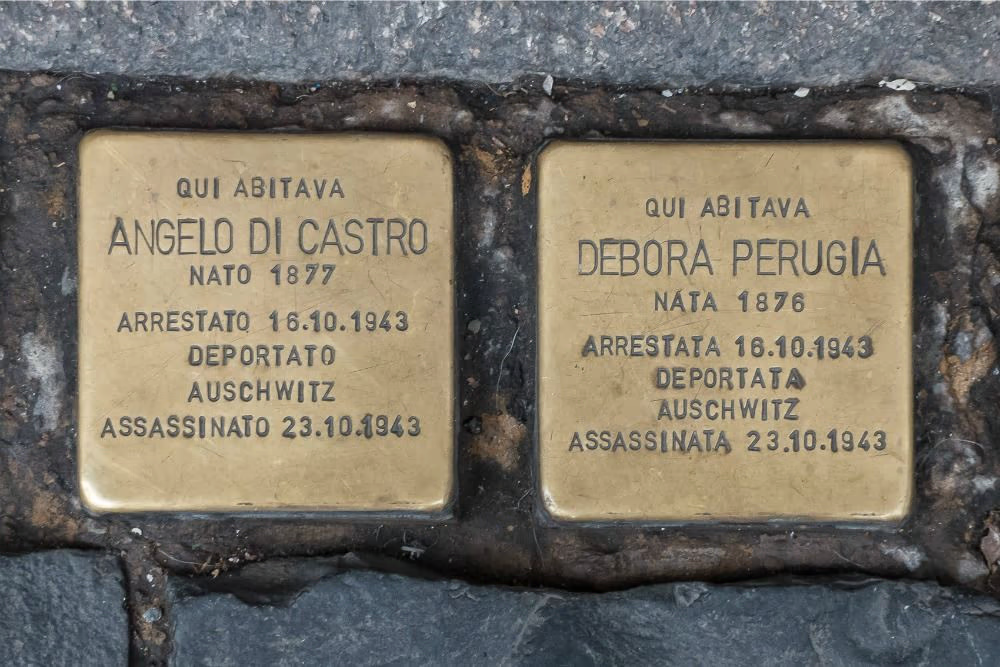 QUI ABITAVA
ANGELO DI CASTRO
NATO 1877
ARRESTATO 16.10.1943
DEPORTATO
AUSCHWITZ
ASSASSINATO 23.10.1943
QUI ABITAVA
DEBORA PERUGIA
NATA 1876
ARRESTATA 16.10.1943
DEPORTATA
AUSCHWITZ
ASSASSINATA 23.10.1943